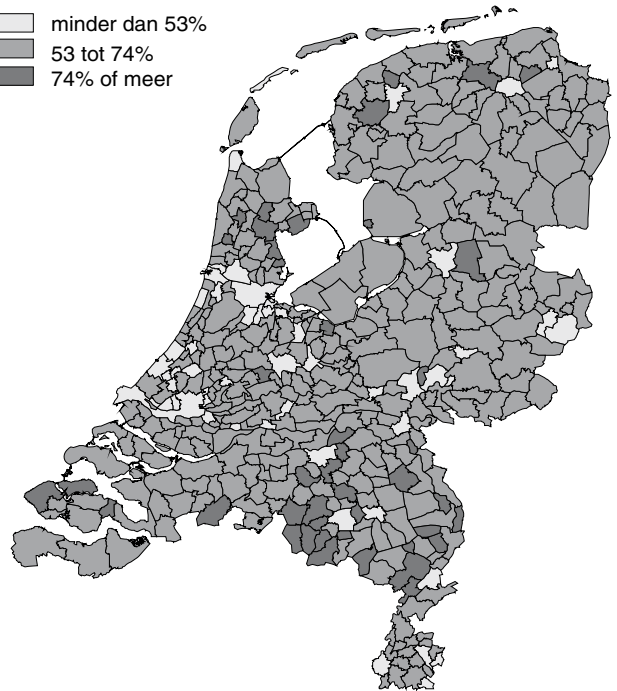 minder dan 53%
53 tot 74%
74% of meer